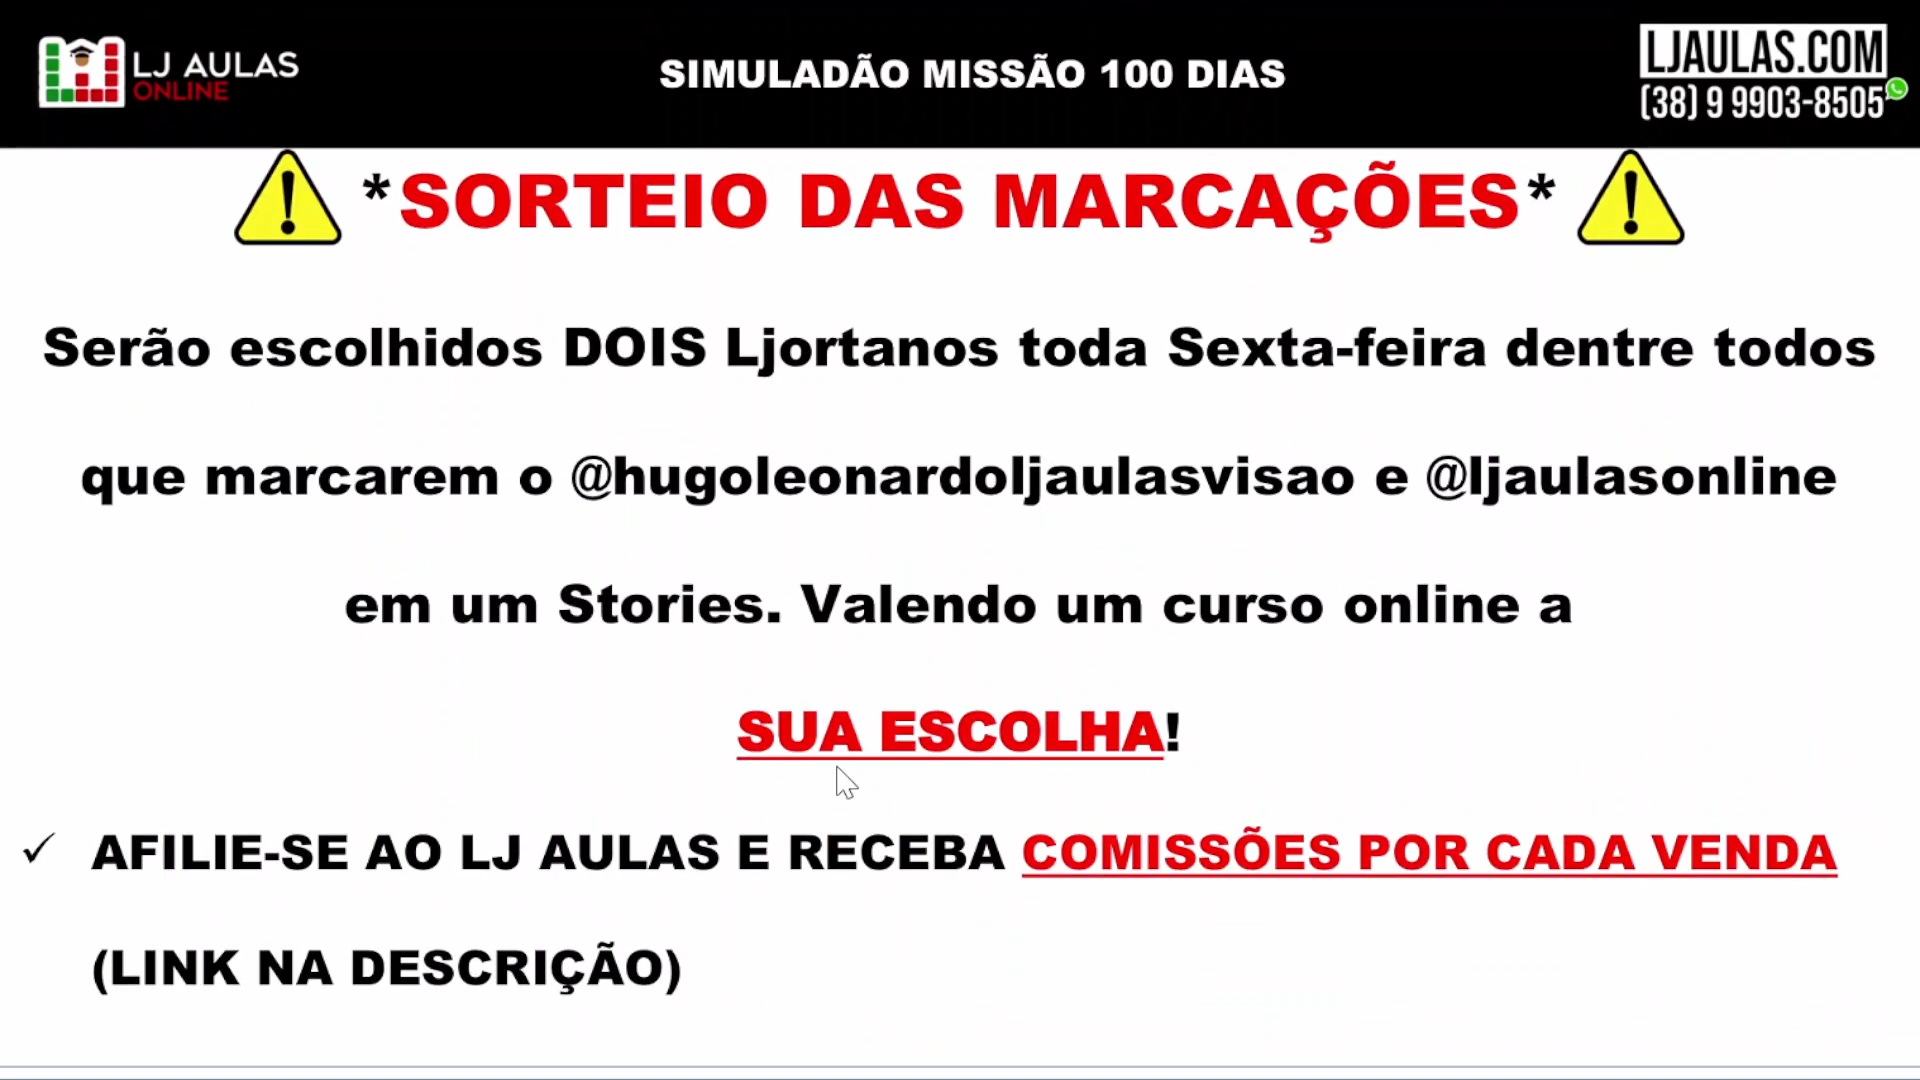 LJ AULAS
ONLINE
SIMULADÃO MISSÃO 100 DIAS
LJAULAS.COM
(38) 9 9903-8505
*SORTEIO DAS MARCAÇÕES*
Serão escolhidos DOIS Ljortanos toda Sexta-feira dentre todos
que marcarem o @hugoleonardoljaulasvisao e @ljaulasonline
em um Stories. Valendo um curso online a
SUA ESCOLHA!
✓ AFILIE-SE AO LJ AULAS E RECEBA COMISSÕES POR CADA VENDA
(LINK NA DESCRIÇÃO)